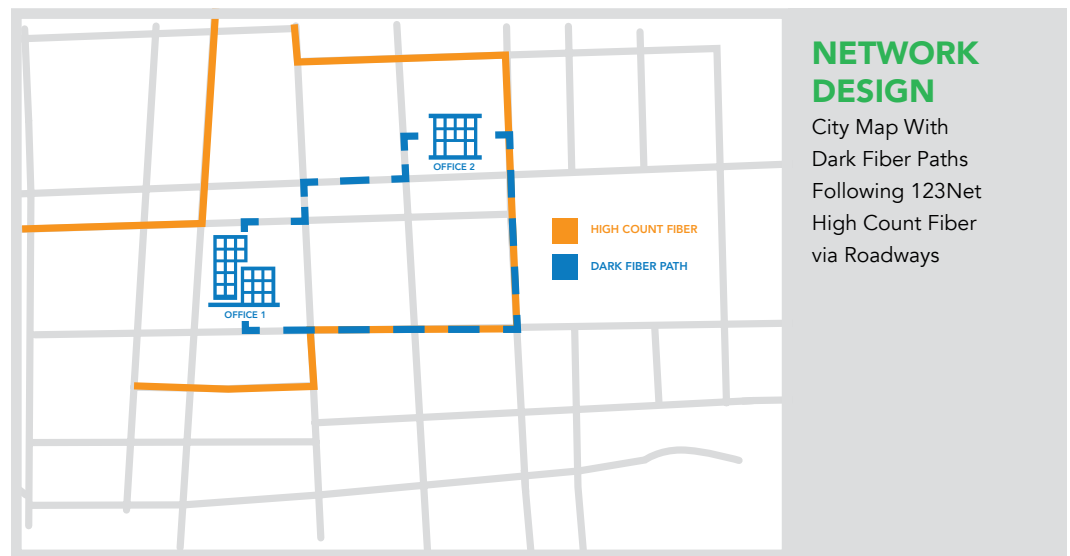 NETWORK
DESIGN
City Map With
Dark Fiber Paths
Following 123Net
High Count Fiber
via Roadways
OFFICE 2
HIGH COUNT FIBER
DARK FIBER PATH
OFFICE 1